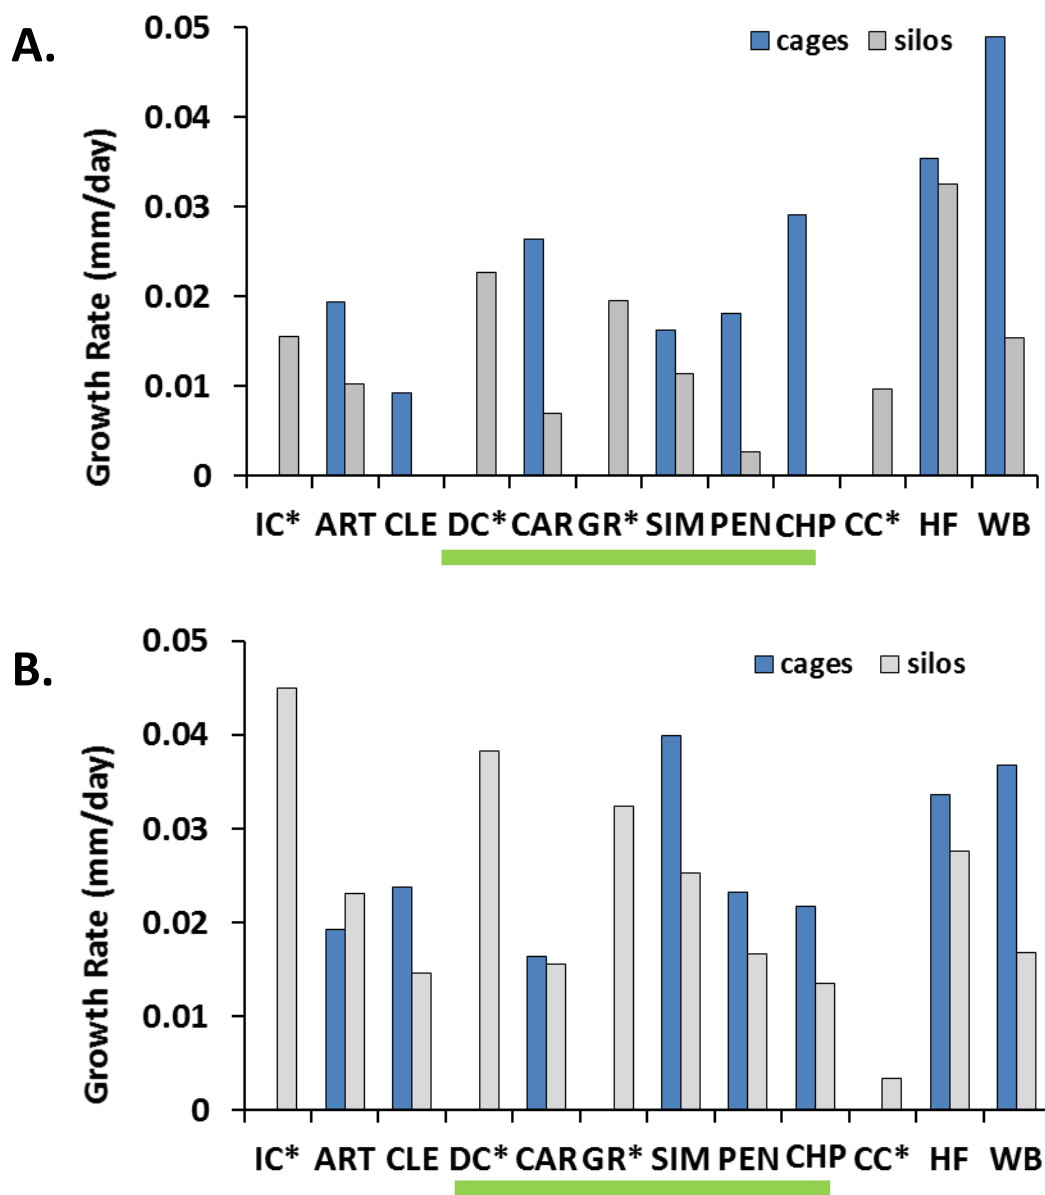 A.
cages silos
Growth Rate (mm/day)
0.05
0.04
0.03
0.02
0.01
0
IC* ART CLE DC* CAR GR* SIM PEN CHP CC* HF WB
B.
cages silos
Growth Rate (mm/day)
0.05
0.04
0.03
0.02
0.01
0
IC* ART CLE DC* CAR GR* SIM PEN CHP CC* HF WB